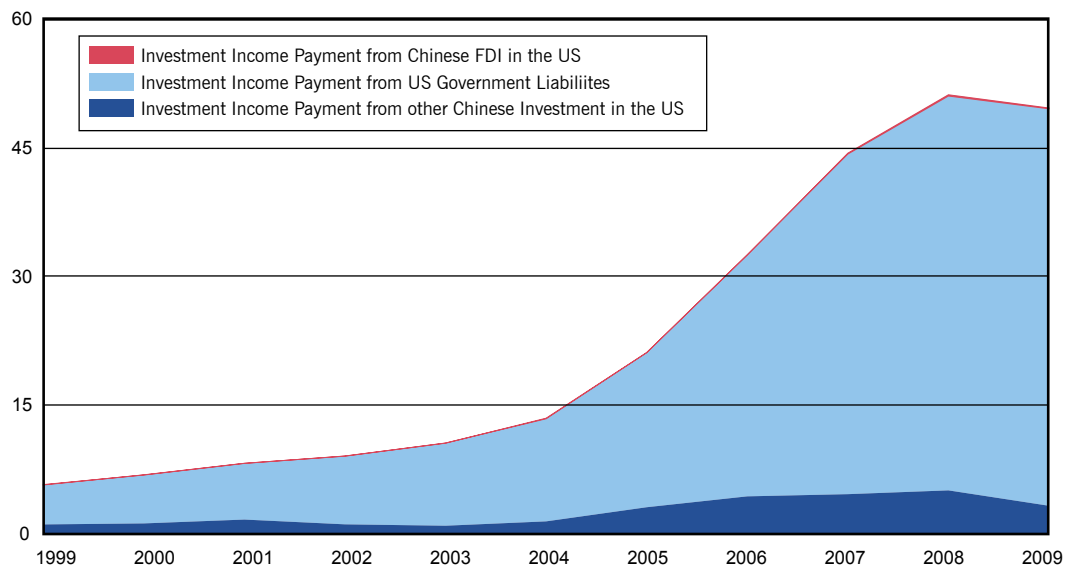 60
Investment Income Payment from Chinese FDI in the US
Investment Income Payment from US Government Liabiliites
Investment Income Payment from other Chinese Investment in the US
45
30
15
0
1999 2000 2001 2002 2003 2004 2005 2006 2007 2008 2009